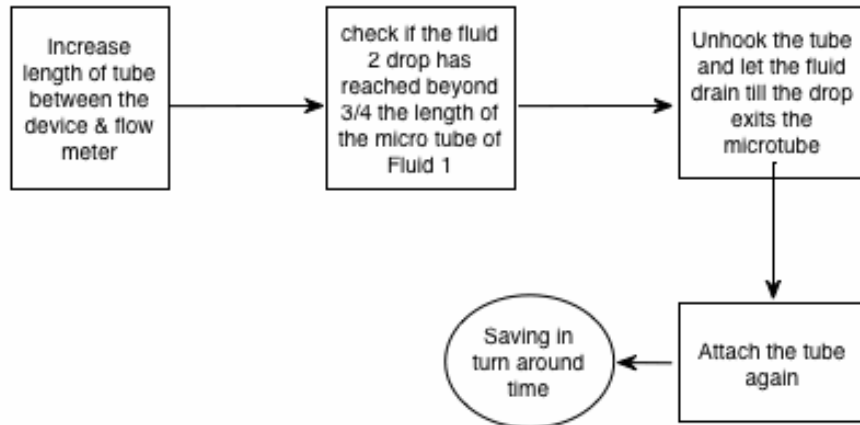 Increase
length of tube
between the
device & flow
meter
check if the fluid
2 drop has
reached beyond
3/4 the length of
the micro tube of
Fluid 1
Unhook the tube
and let the fluid
drain till the drop
exits the
microtube
Attach the tube
again
Saving in
turn around
time